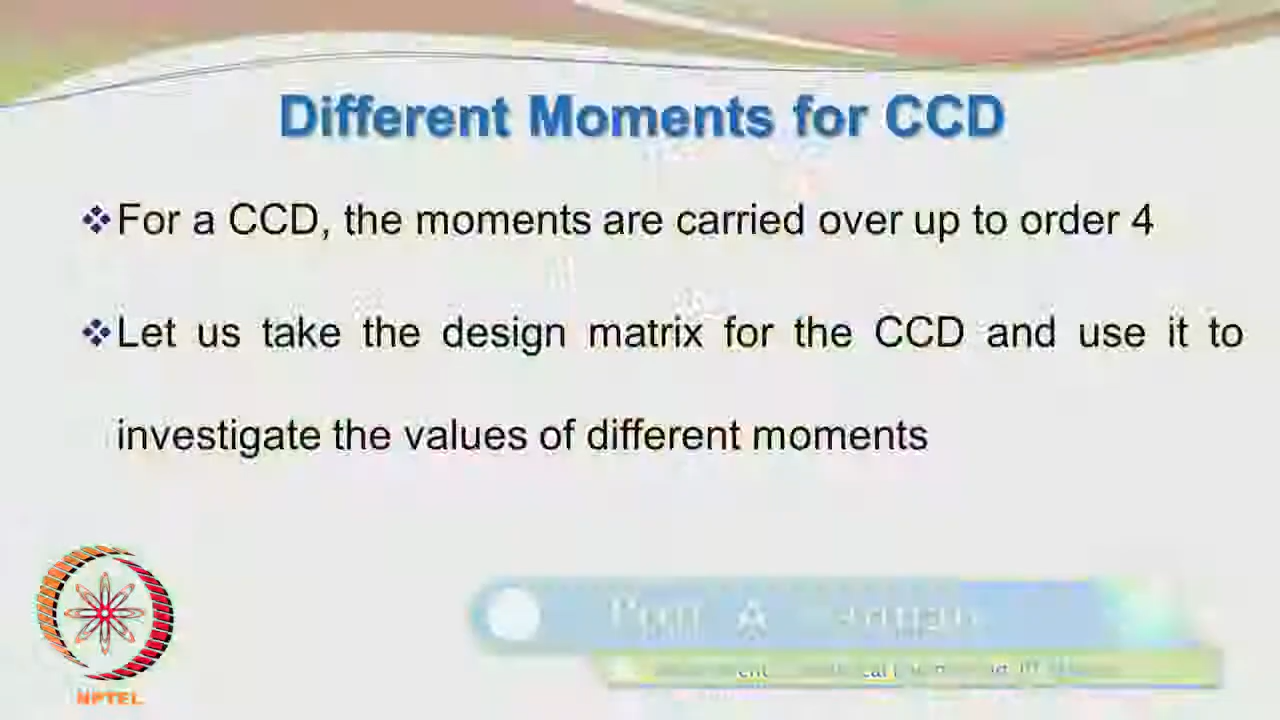 Different Moments for CCD
❖For a CCD, the moments are carried over up to order 4
❖Let us take the design matrix for the CCD and use it to
investigate the values of different moments
NPTEL